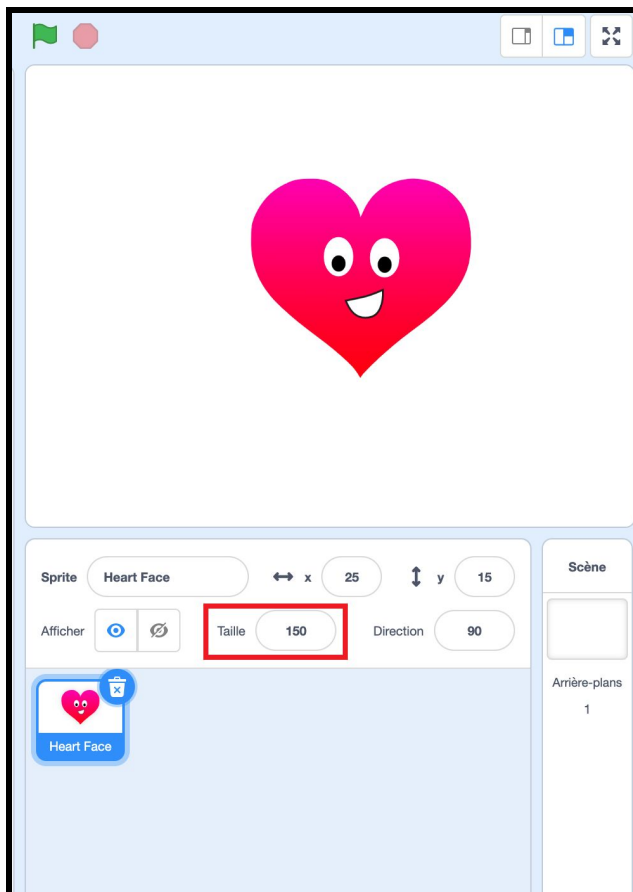 Sprite Heart Face x 25 y 15
Afficher Taille 150 Direction 90
Heart Face
Scène
Arrière-plans
1